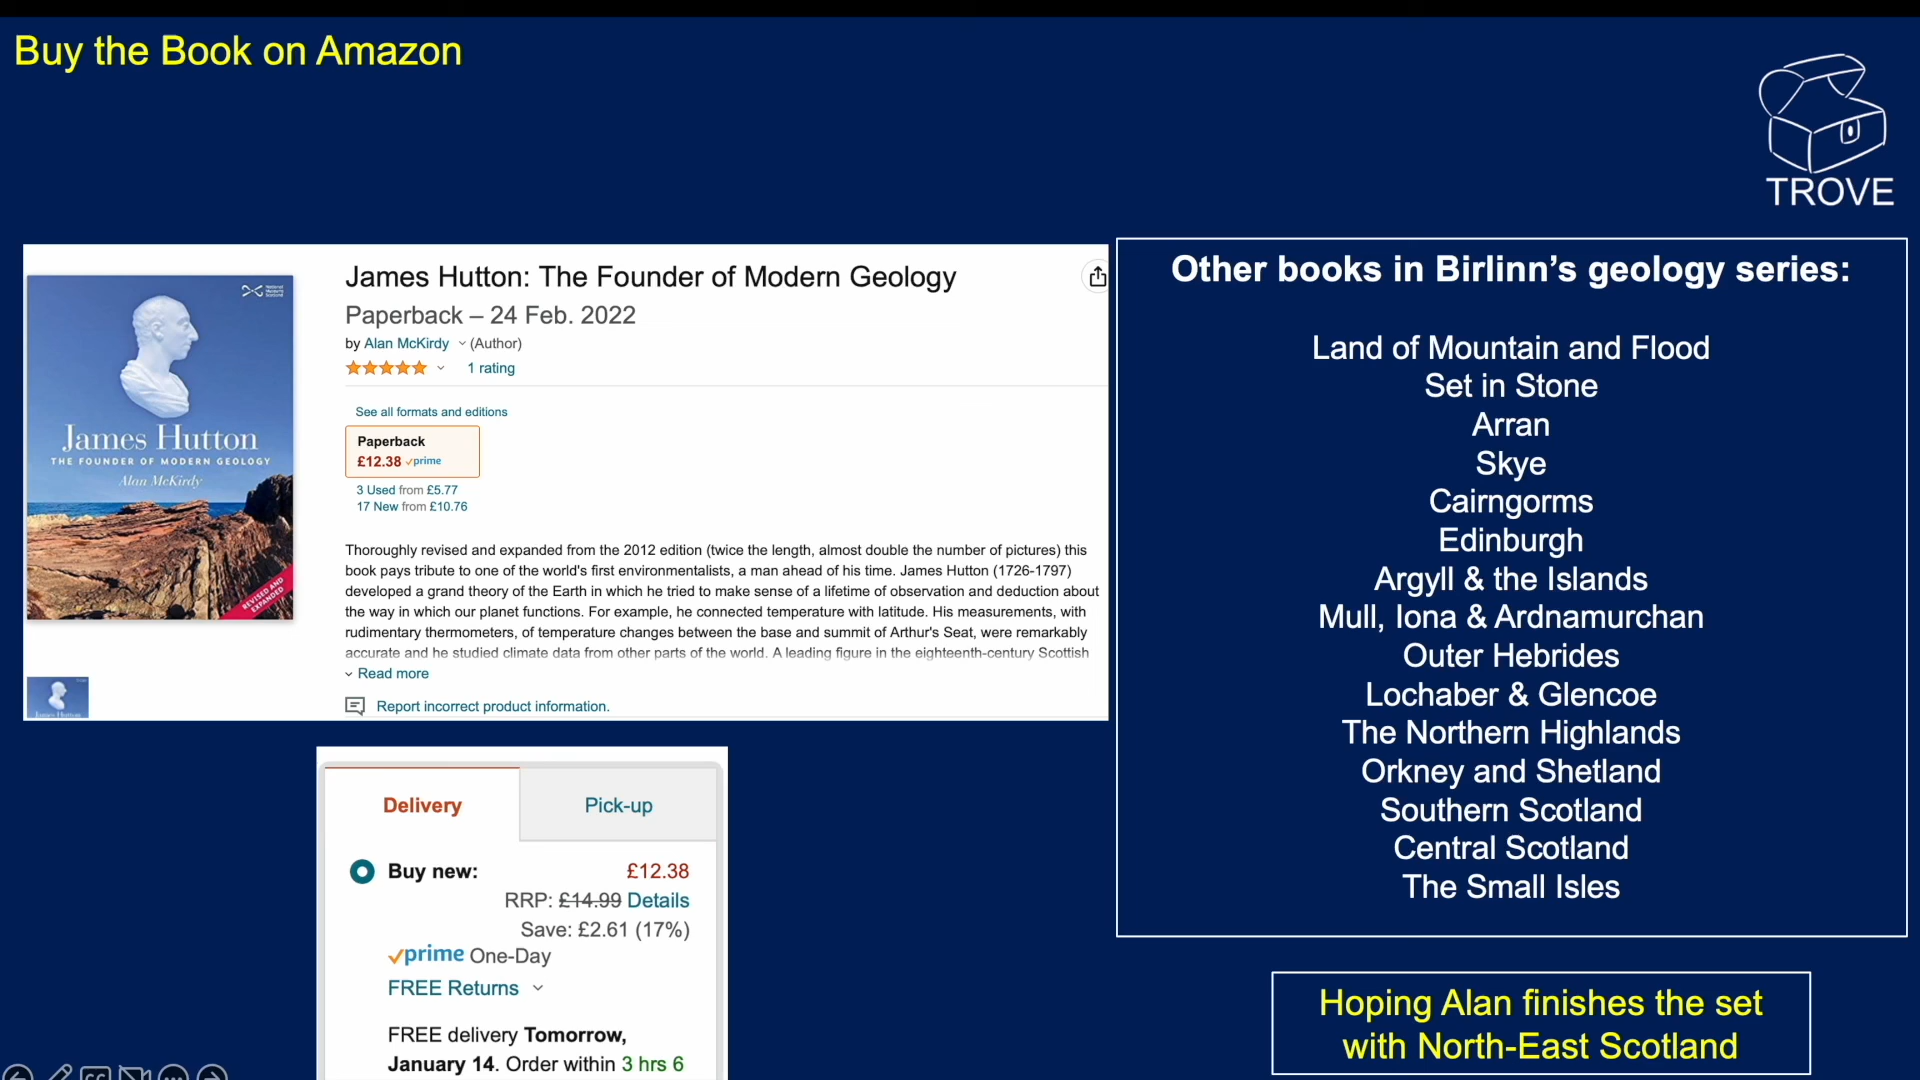 Buy the Book on Amazon
TROVE
James Hutton
THE FOUNDER OF MODERN GEOLOGY
Alan McKirdy
REVISED AND
EXPANDED
James Hutton: The Founder of Modern Geology
Paperback – 24 Feb. 2022
by Alan McKirdy (Author)
1 rating
See all formats and editions
Paperback
£12.38 prime
3 Used from £5.77
17 New from £10.76
Thoroughly revised and expanded from the 2012 edition (twice the length, almost double the number of pictures) this
book pays tribute to one of the world's first environmentalists, a man ahead of his time. James Hutton (1726-1797)
developed a grand theory of the Earth in which he tried to make sense of a lifetime of observation and deduction about
the way in which our planet functions. For example, he connected temperature with latitude. His measurements, with
rudimentary thermometers, of temperature changes between the base and summit of Arthur's Seat, were remarkably
accurate and he studied climate data from other parts of the world. A leading figure in the eighteenth-century Scottish
Read more
Report incorrect product information.
Other books in Birlinn’s geology series:
Land of Mountain and Flood
Set in Stone
Arran
Skye
Cairngorms
Edinburgh
Argyll & the Islands
Mull, Iona & Ardnamurchan
Outer Hebrides
Lochaber & Glencoe
The Northern Highlands
Orkney and Shetland
Southern Scotland
Central Scotland
The Small Isles
Delivery
Pick-up
Buy new: £12.38
RRP: £14.99 Details
Save: £2.61 (17%)
prime One-Day
FREE Returns
FREE delivery Tomorrow,
January 14. Order within 3 hrs 6
Hoping Alan finishes the set
with North-East Scotland